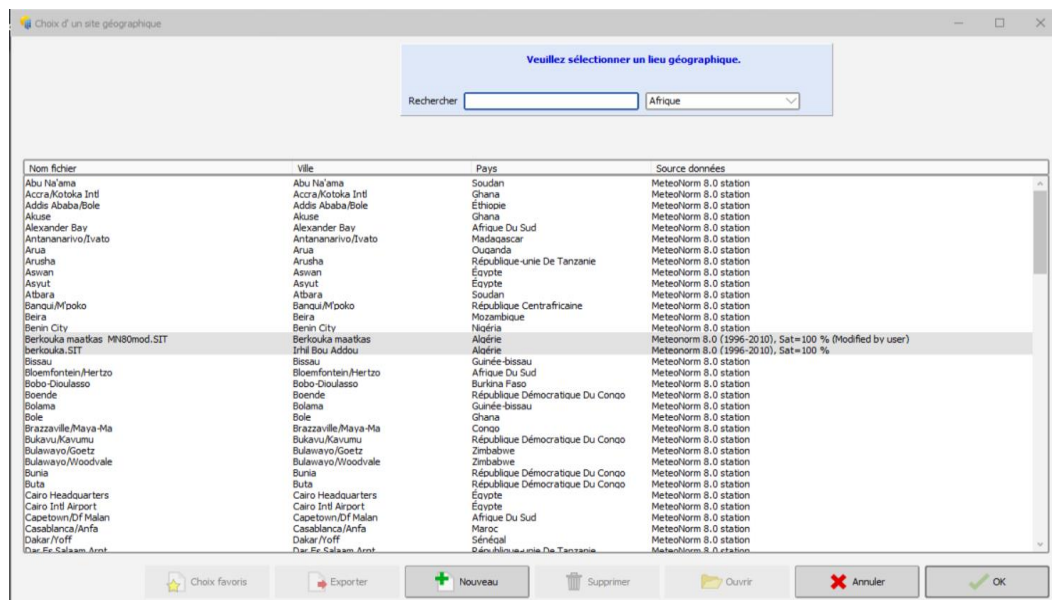 Choix d' un site géographique
Veuillez sélectionner un lieu géographique.
Rechercher Afrique
Nom fichier Ville Pays Source données
Abu Na'ama Abu Na'ama Soudan MeteoNorm 8.0 station
Accra/Kotoka Intl Accra/Kotoka Intl Ghana MeteoNorm 8.0 station
Addis Ababa/Bole Addis Ababa/Bole Éthiopie MeteoNorm 8.0 station
Akuse Akuse Ghana MeteoNorm 8.0 station
Alexander Bay Alexander Bay Afrique Du Sud MeteoNorm 8.0 station
Antananarivo/Ivato Antananarivo/Ivato Madagascar MeteoNorm 8.0 station
Arua Arua Ouganda MeteoNorm 8.0 station
Arusha Arusha République-unie De Tanzanie MeteoNorm 8.0 station
Aswan Aswan Égypte MeteoNorm 8.0 station
Asyut Asyut Égypte MeteoNorm 8.0 station
Atbara Atbara Soudan MeteoNorm 8.0 station
Bangui/M'poko Bangui/M'poko République Centrafricaine MeteoNorm 8.0 station
Beira Beira Mozambique MeteoNorm 8.0 station
Benin City Benin City Nigéria MeteoNorm 8.0 station
Berkouka maatkas MN80mod.SIT Berkouka maatkas Algérie Meteonorm 8.0 (1996-2010), Sat=100 % (Modified by user)
berkouka.SIT Irhil Bou Addou Algérie Meteonorm 8.0 (1996-2010), Sat=100 %
Bissau Bissau Guinée-bissau MeteoNorm 8.0 station
Bloemfontein/Hertzo Bloemfontein/Hertzo Afrique Du Sud MeteoNorm 8.0 station
Bobo-Dioulasso Bobo-Dioulasso Burkina Faso MeteoNorm 8.0 station
Boende Boende République Démocratique Du Congo MeteoNorm 8.0 station
Bolama Bolama Guinée-bissau MeteoNorm 8.0 station
Bole Bole Ghana MeteoNorm 8.0 station
Brazzaville/Maya-Ma Brazzaville/Maya-Ma Congo MeteoNorm 8.0 station
Bukavu/Kavumu Bukavu/Kavumu République Démocratique Du Congo MeteoNorm 8.0 station
Bulawayo/Goetz Bulawayo/Goetz Zimbabwe MeteoNorm 8.0 station
Bulawayo/Woodvale Bulawayo/Woodvale Zimbabwe MeteoNorm 8.0 station
Bunia Bunia République Démocratique Du Congo MeteoNorm 8.0 station
Buta Buta République Démocratique Du Congo MeteoNorm 8.0 station
Cairo Headquarters Cairo Headquarters Égypte MeteoNorm 8.0 station
Cairo Intl Airport Cairo Intl Airport Égypte MeteoNorm 8.0 station
Capetown/Df Malan Capetown/Df Malan Afrique Du Sud MeteoNorm 8.0 station
Casablanca/Anfa Casablanca/Anfa Maroc MeteoNorm 8.0 station
Dakar/Yoff Dakar/Yoff Sénégal MeteoNorm 8.0 station
Dar Es Salaam Arpt Dar Es Salaam Arpt République-unie De Tanzanie MeteoNorm 8.0 station
Choix favoris Exporter Nouveau Supprimer Ouvrir Annuler OK